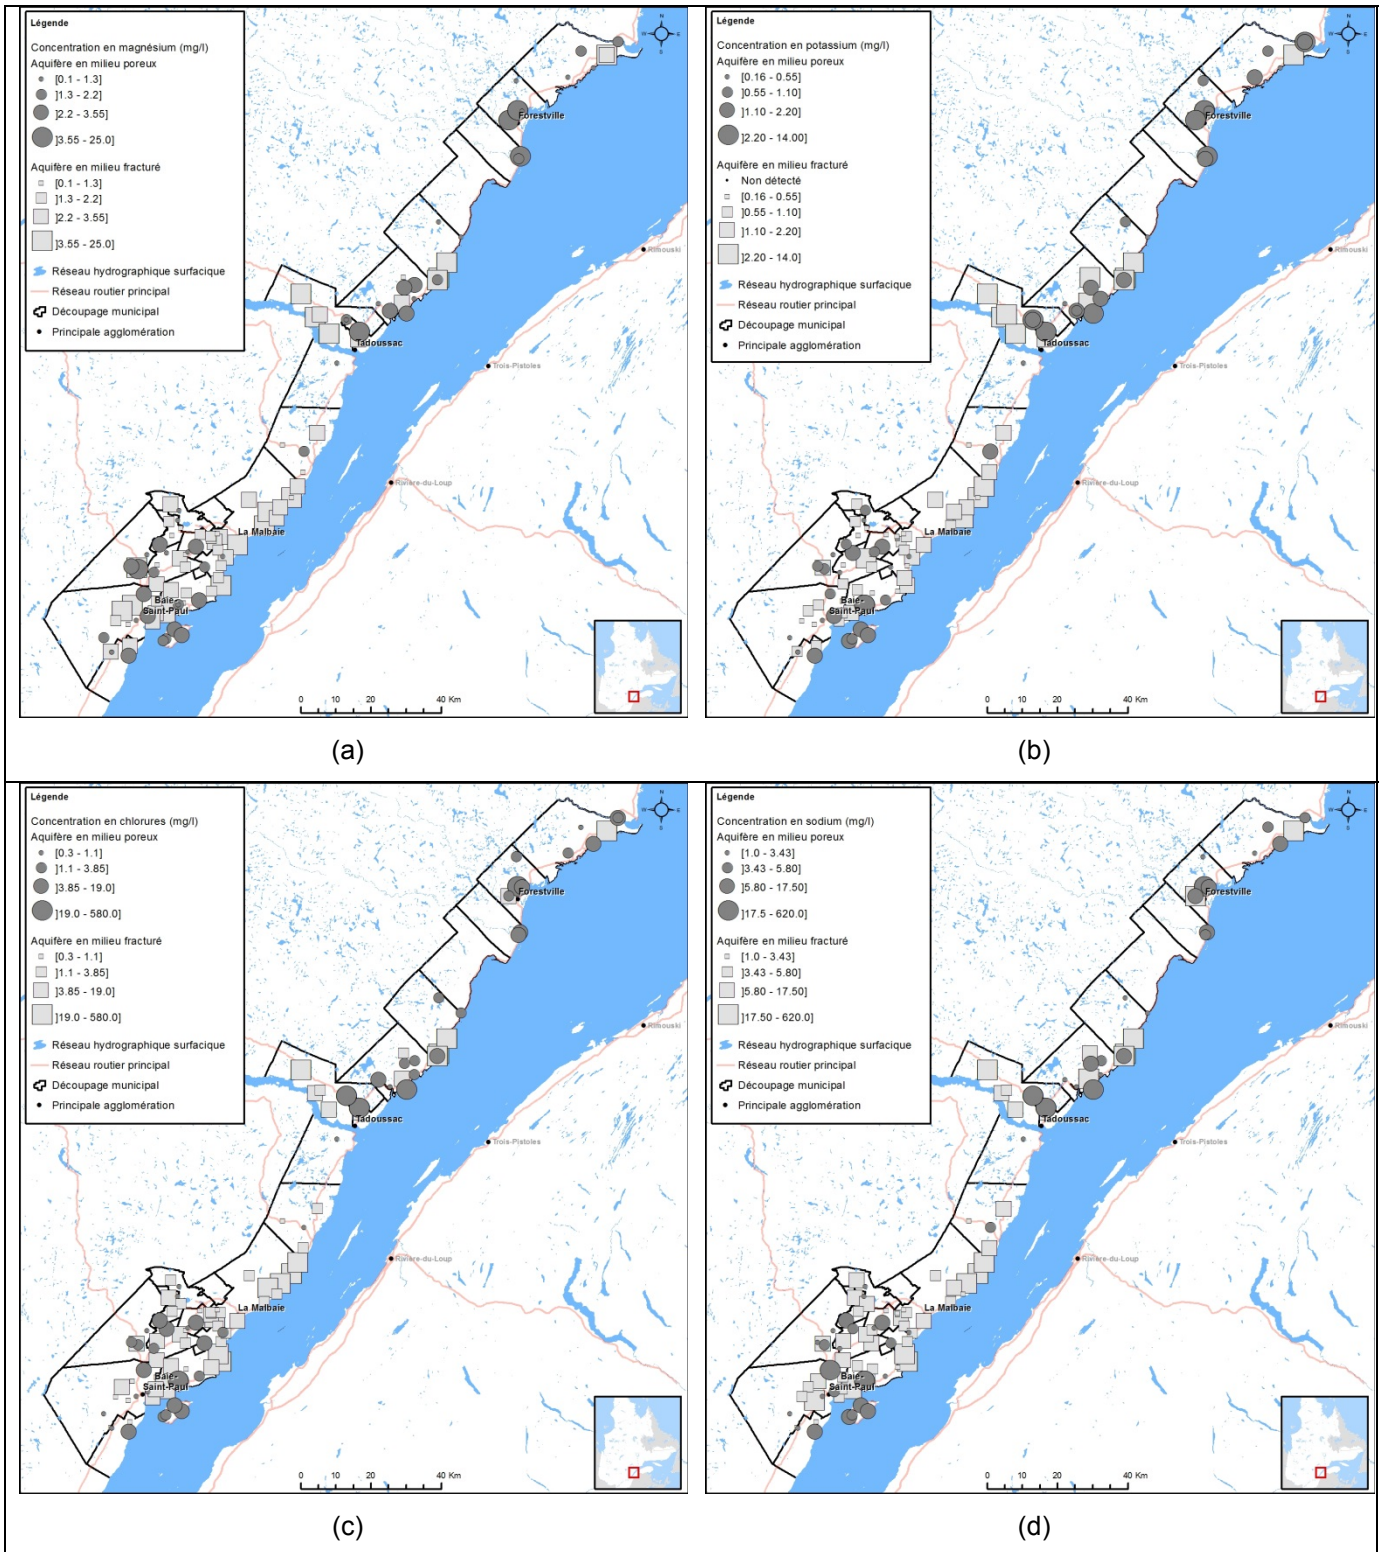 Légende
Concentration en magnésium (mg/l)
Aquifère en milieu poreux
[0.1 - 1.3]
]1.3 - 2.2]
]2.2 - 3.55]
]3.55 - 25.0]
Aquifère en milieu fracturé
[0.1 - 1.3]
]1.3 - 2.2]
]2.2 - 3.55]
]3.55 - 25.0]
Réseau hydrographique surfacique
Réseau routier principal
Découpage municipal
Principale agglomération
N
W E
S
Forestville
Rimouski
Tadoussac
Trois-Pistoles
Rivière-du-Loup
La Malbaie
Baie-
Saint-Paul
0 10 20 40 Km
(a)
Légende
Concentration en potassium (mg/l)
Aquifère en milieu poreux
[0.16 - 0.55]
]0.55 - 1.10]
]1.10 - 2.20]
]2.20 - 14.00]
Aquifère en milieu fracturé
Non détecté
[0.16 - 0.55]
]0.55 - 1.10]
]1.10 - 2.20]
]2.20 - 14.0]
Réseau hydrographique surfacique
Réseau routier principal
Découpage municipal
Principale agglomération
N
W E
S
Forestville
Rimouski
Tadoussac
Trois-Pistoles
Rivière-du-Loup
La Malbaie
Baie-
Saint-Paul
0 10 20 40 Km
(b)
Légende
Concentration en chlorures (mg/l)
Aquifère en milieu poreux
[0.3 - 1.1]
]1.1 - 3.85]
]3.85 - 19.0]
]19.0 - 580.0]
Aquifère en milieu fracturé
[0.3 - 1.1]
]1.1 - 3.85]
]3.85 - 19.0]
]19.0 - 580.0]
Réseau hydrographique surfacique
Réseau routier principal
Découpage municipal
Principale agglomération
N
W E
S
Forestville
Rimouski
Tadoussac
Trois-Pistoles
Rivière-du-Loup
La Malbaie
Baie-
Saint-Paul
0 10 20 40 Km
(c)
Légende
Concentration en sodium (mg/l)
Aquifère en milieu poreux
[1.0 - 3.43]
]3.43 - 5.80]
]5.80 - 17.50]
]17.5 - 620.0]
Aquifère en milieu fracturé
[1.0 - 3.43]
]3.43 - 5.80]
]5.80 - 17.50]
]17.50 - 620.0]
Réseau hydrographique surfacique
Réseau routier principal
Découpage municipal
Principale agglomération
N
W E
S
Forestville
Rimouski
Tadoussac
Trois-Pistoles
Rivière-du-Loup
La Malbaie
Baie-
Saint-Paul
0 10 20 40 Km
(d)